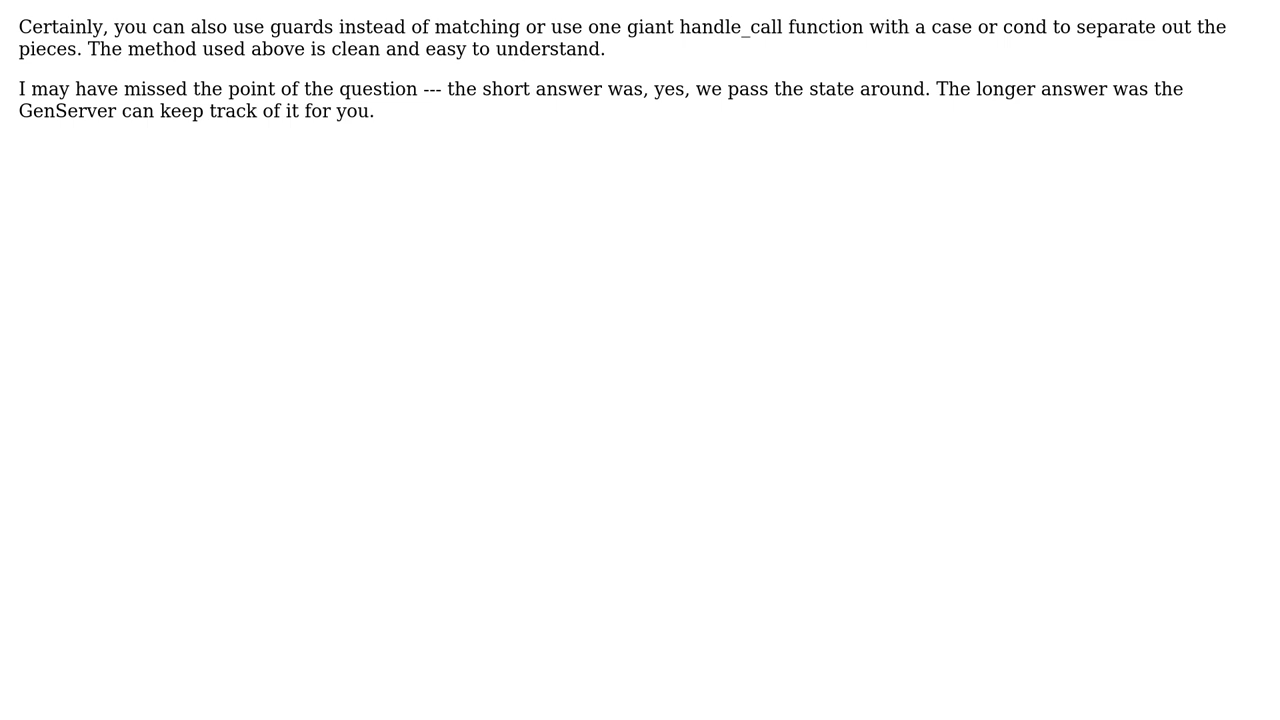 Certainly, you can also use guards instead of matching or use one giant handle_call function with a case or cond to separate out the
pieces. The method used above is clean and easy to understand.
I may have missed the point of the question --- the short answer was, yes, we pass the state around. The longer answer was the
GenServer can keep track of it for you.